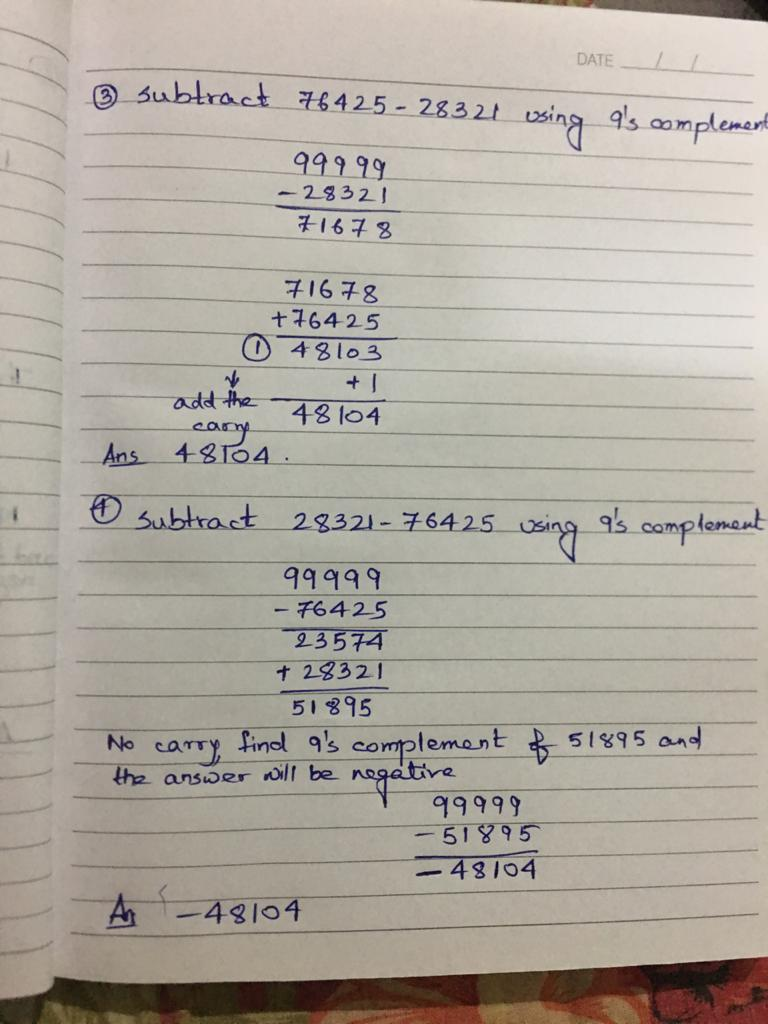 DATE / /
③ Subtract 76425 - 28321 using 9's complement
99999
- 28321
71678
71678
+76425
① 48103
↓ +1
add the 48104
carry
Ans 48104.
④ Subtract 28321 - 76425 using 9's complement
99999
- 76425
23574
+ 28321
51895
No carry, find 9's complement of 51895 and
the answer will be negative
99999
- 51895
- 48104
An - 48104